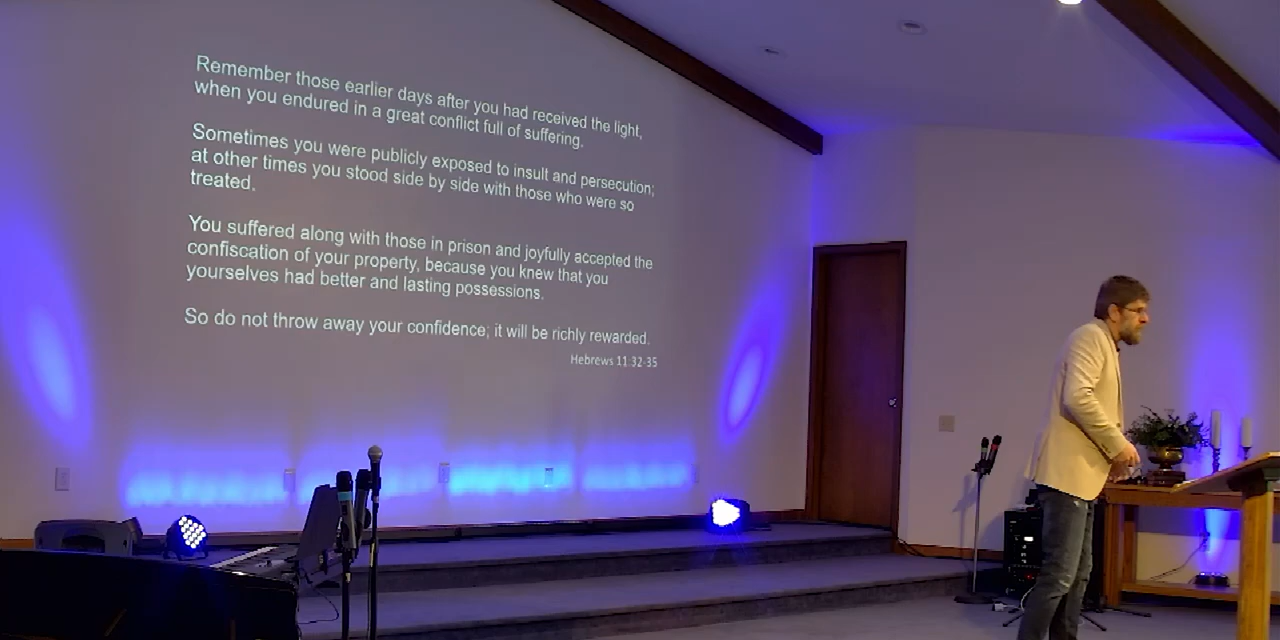 Remember those earlier days after you had received the light,
when you endured in a great conflict full of suffering.
Sometimes you were publicly exposed to insult and persecution;
at other times you stood side by side with those who were so
treated.
You suffered along with those in prison and joyfully accepted the
confiscation of your property, because you knew that you
yourselves had better and lasting possessions.
So do not throw away your confidence; it will be richly rewarded.
Hebrews 11:32-35